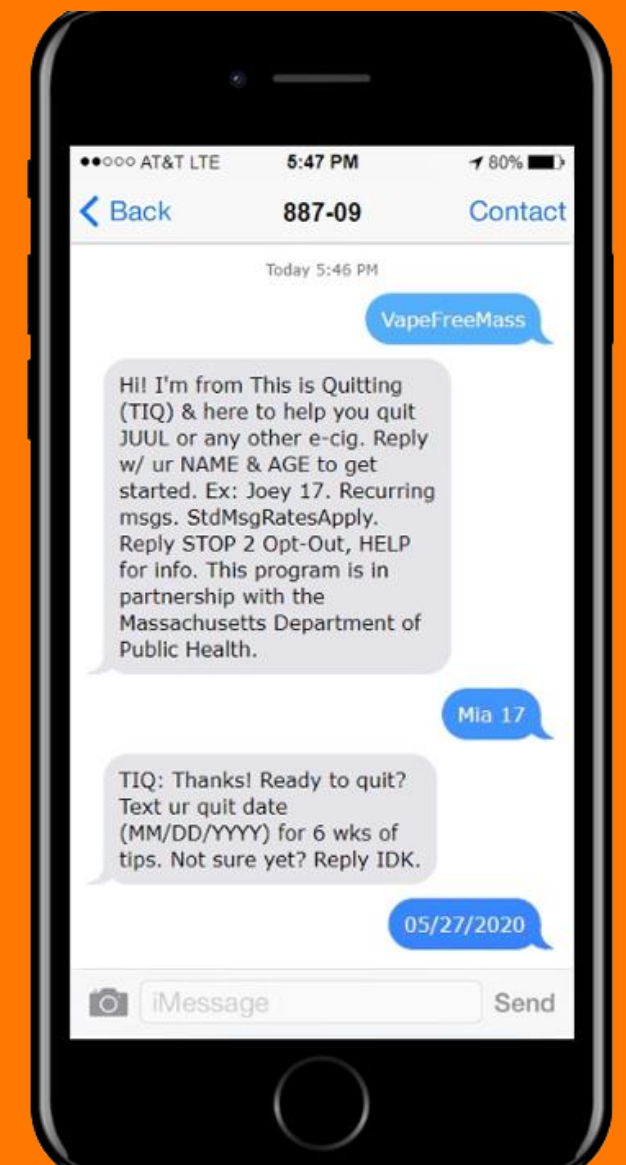 AT&T LTE 5:47 PM 80%
Back 887-09 Contact
Today 5:46 PM
VapeFreeMass
Hi! I'm from This is Quitting
(TIQ) & here to help you quit
JUUL or any other e-cig. Reply
w/ ur NAME & AGE to get
started. Ex: Joey 17. Recurring
msgs. StdMsgRatesApply.
Reply STOP 2 Opt-Out, HELP
for info. This program is in
partnership with the
Massachusetts Department of
Public Health.
Mia 17
TIQ: Thanks! Ready to quit?
Text ur quit date
(MM/DD/YYYY) for 6 wks of
tips. Not sure yet? Reply IDK.
05/27/2020
iMessage Send